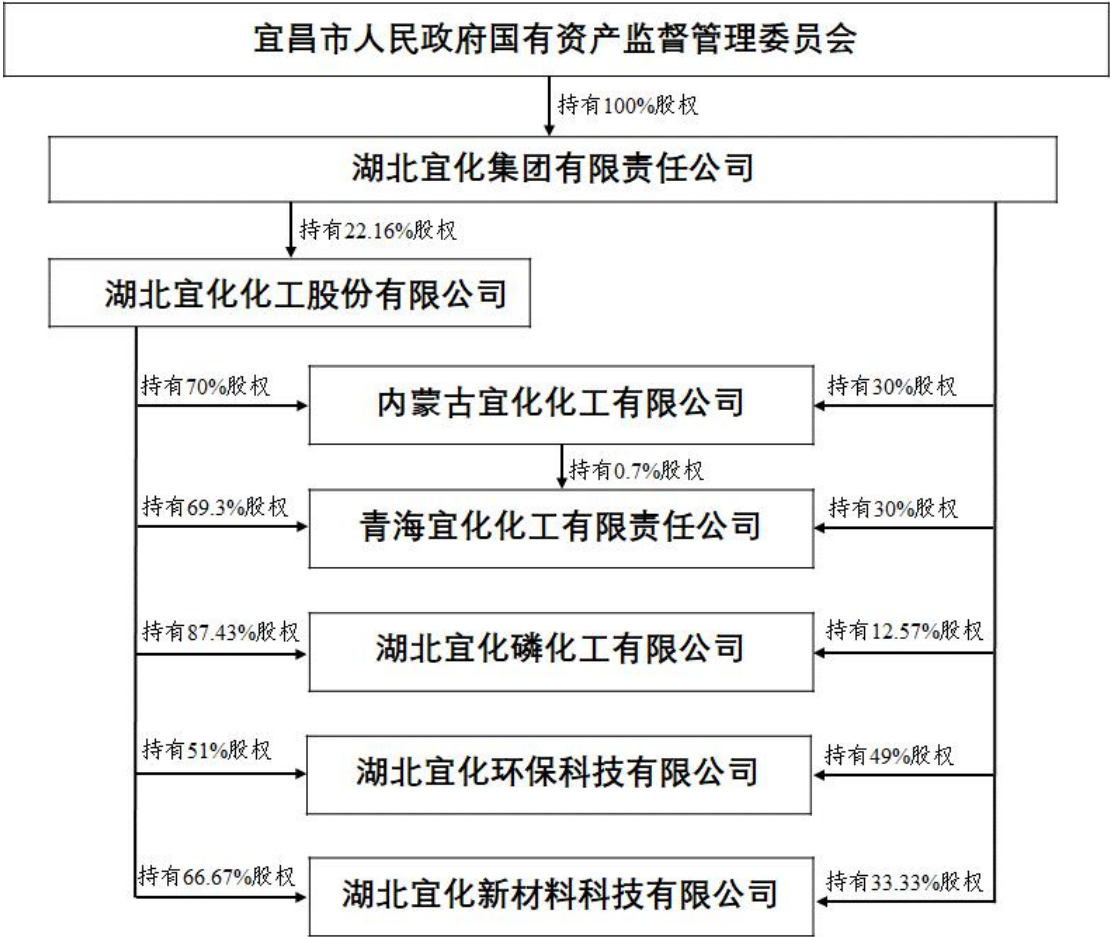 宜昌市人民政府国有资产监督管理委员会
持有100%股权
湖北宜化集团有限责任公司
持有22.16%股权
湖北宜化化工股份有限公司
持有70%股权
内蒙古宜化化工有限公司
持有30%股权
持有0.7%股权
持有69.3%股权
青海宜化化工有限责任公司
持有30%股权
持有87.43%股权
湖北宜化磷化工有限公司
持有12.57%股权
持有51%股权
湖北宜化环保科技有限公司
持有49%股权
持有66.67%股权
湖北宜化新材料科技有限公司
持有33.33%股权